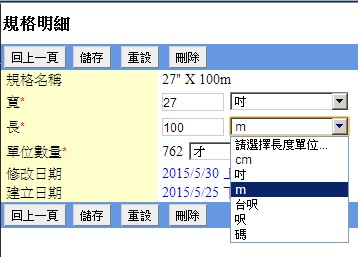 規格明細
回上一頁 儲存 重設 刪除
規格名稱 27" X 100m
寬* 27 吋
長* 100 m
請選擇長度單位...
單位數量* 762 才
cm
吋
修改日期 2015/5/30 上
m
建立日期 2015/5/25
台呎
回上一頁 儲存 重設 刪除
呎
碼